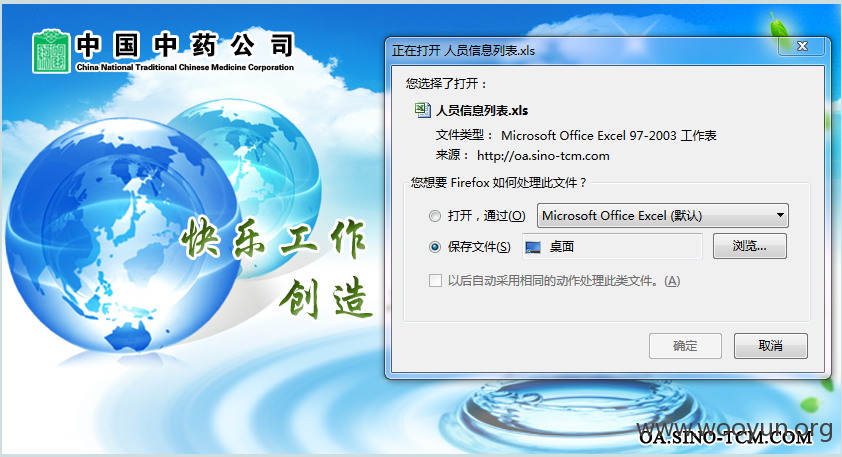 中国中药公司
China National Traditional Chinese Medicine Corporation
快乐工作
创造
正在打开 人员信息列表.xls
您选择了打开：
人员信息列表.xls
文件类型： Microsoft Office Excel 97-2003 工作表
来源： http://oa.sino-tcm.com
您想要 Firefox 如何处理此文件？
打开，通过(O) Microsoft Office Excel (默认)
保存文件(S) 桌面 浏览...
以后自动采用相同的动作处理此类文件。(A)
确定 取消
www.wooyun.org
OA.SINO-TCM.COM